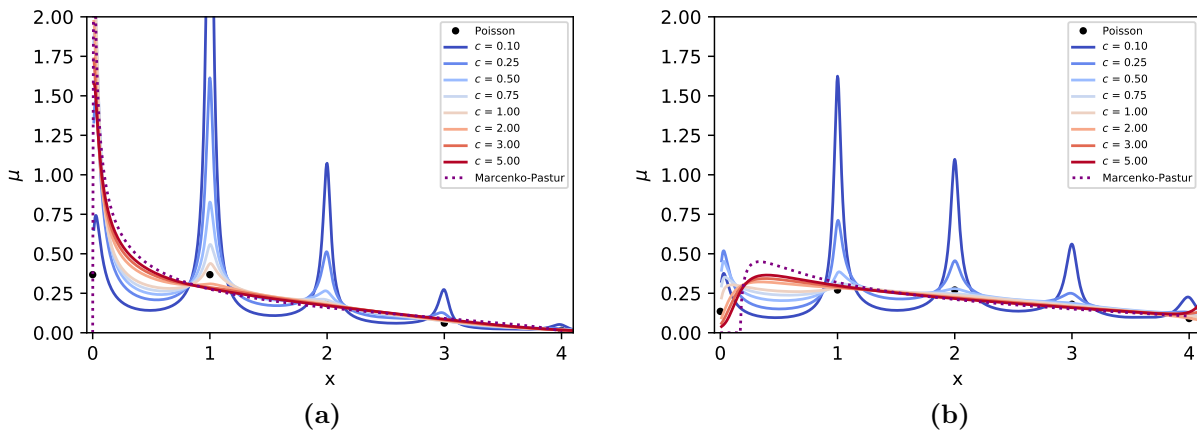 2.00
1.75
1.50
1.25
1.00
0.75
0.50
0.25
0.00
μ
0 1 2 3 4
x
Poisson
c = 0.10
c = 0.25
c = 0.50
c = 0.75
c = 1.00
c = 2.00
c = 3.00
c = 5.00
Marcenko-Pastur
(a)
2.00
1.75
1.50
1.25
1.00
0.75
0.50
0.25
0.00
μ
0 1 2 3 4
x
Poisson
c = 0.10
c = 0.25
c = 0.50
c = 0.75
c = 1.00
c = 2.00
c = 3.00
c = 5.00
Marcenko-Pastur
(b)